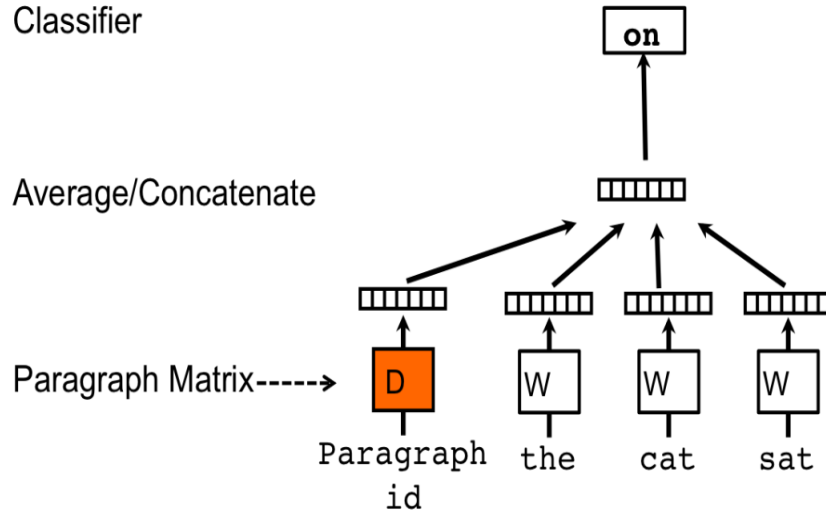 Classifier
on
Average/Concatenate
Paragraph Matrix
D
W
W
W
Paragraph
id
the
cat
sat